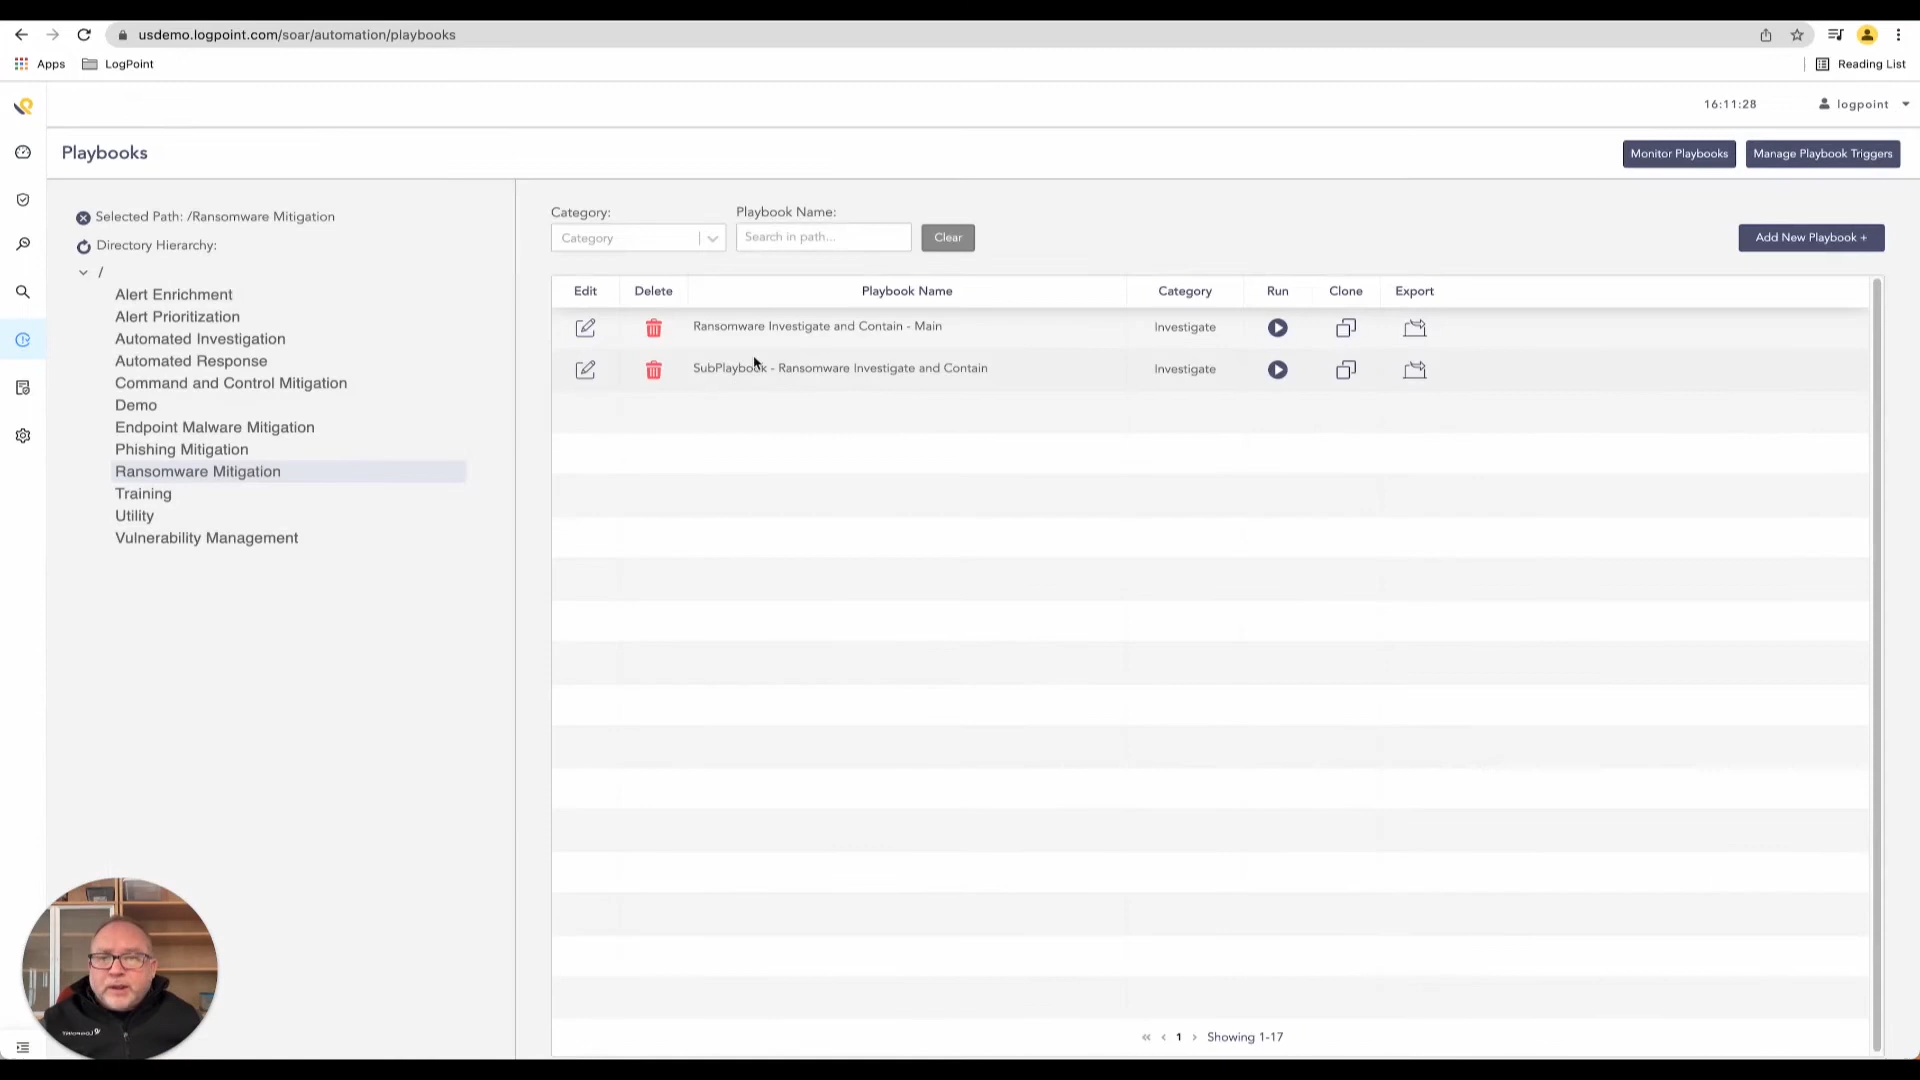 usdemo.logpoint.com/soar/automation/playbooks
Apps
LogPoint
Reading List
16:11:28
logpoint
Playbooks
Monitor Playbooks
Manage Playbook Triggers
Selected Path: /Ransomware Mitigation
Directory Hierarchy:
/
Alert Enrichment
Alert Prioritization
Automated Investigation
Automated Response
Command and Control Mitigation
Demo
Endpoint Malware Mitigation
Phishing Mitigation
Ransomware Mitigation
Training
Utility
Vulnerability Management
Category:
Playbook Name:
Category
Search in path...
Clear
Add New Playbook +
Edit Delete Playbook Name Category Run Clone Export
Ransomware Investigate and Contain - Main Investigate
SubPlaybook - Ransomware Investigate and Contain Investigate
« ‹ 1 › Showing 1-17